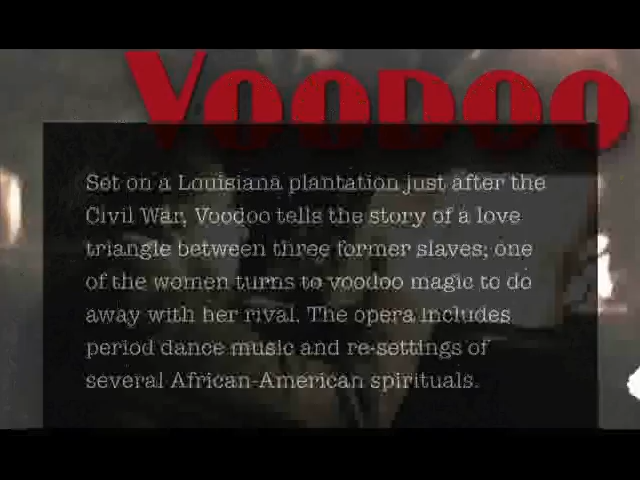 VOODOO
Set on a Louisiana plantation just after the
Civil War, Voodoo tells the story of a love
triangle between three former slaves; one
of the women turns to voodoo magic to do
away with her rival. The opera includes
period dance music and re-settings of
several African-American spirituals.